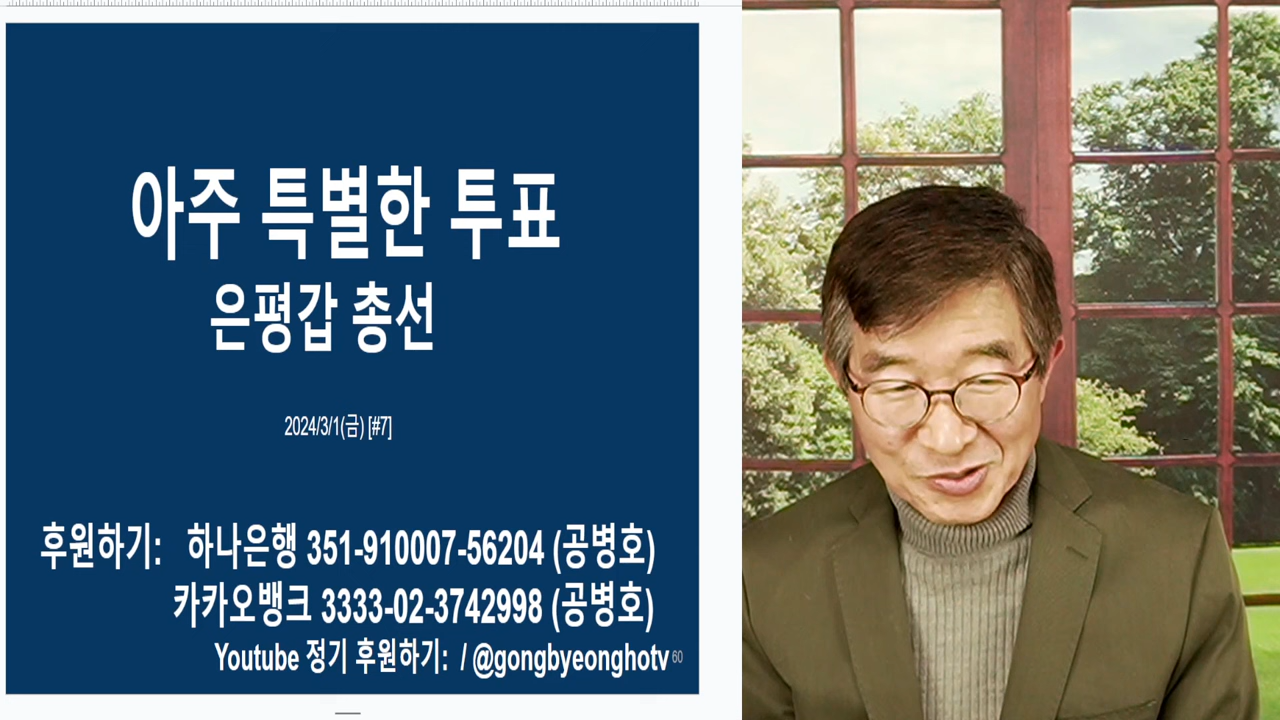 아주 특별한 투표
은평갑 총선
2024/3/1(금) [#7]
후원하기: 하나은행 351-910007-56204 (공병호)
카카오뱅크 3333-02-3742998 (공병호)
Youtube 정기 후원하기: / @gongbyeonghotv
60